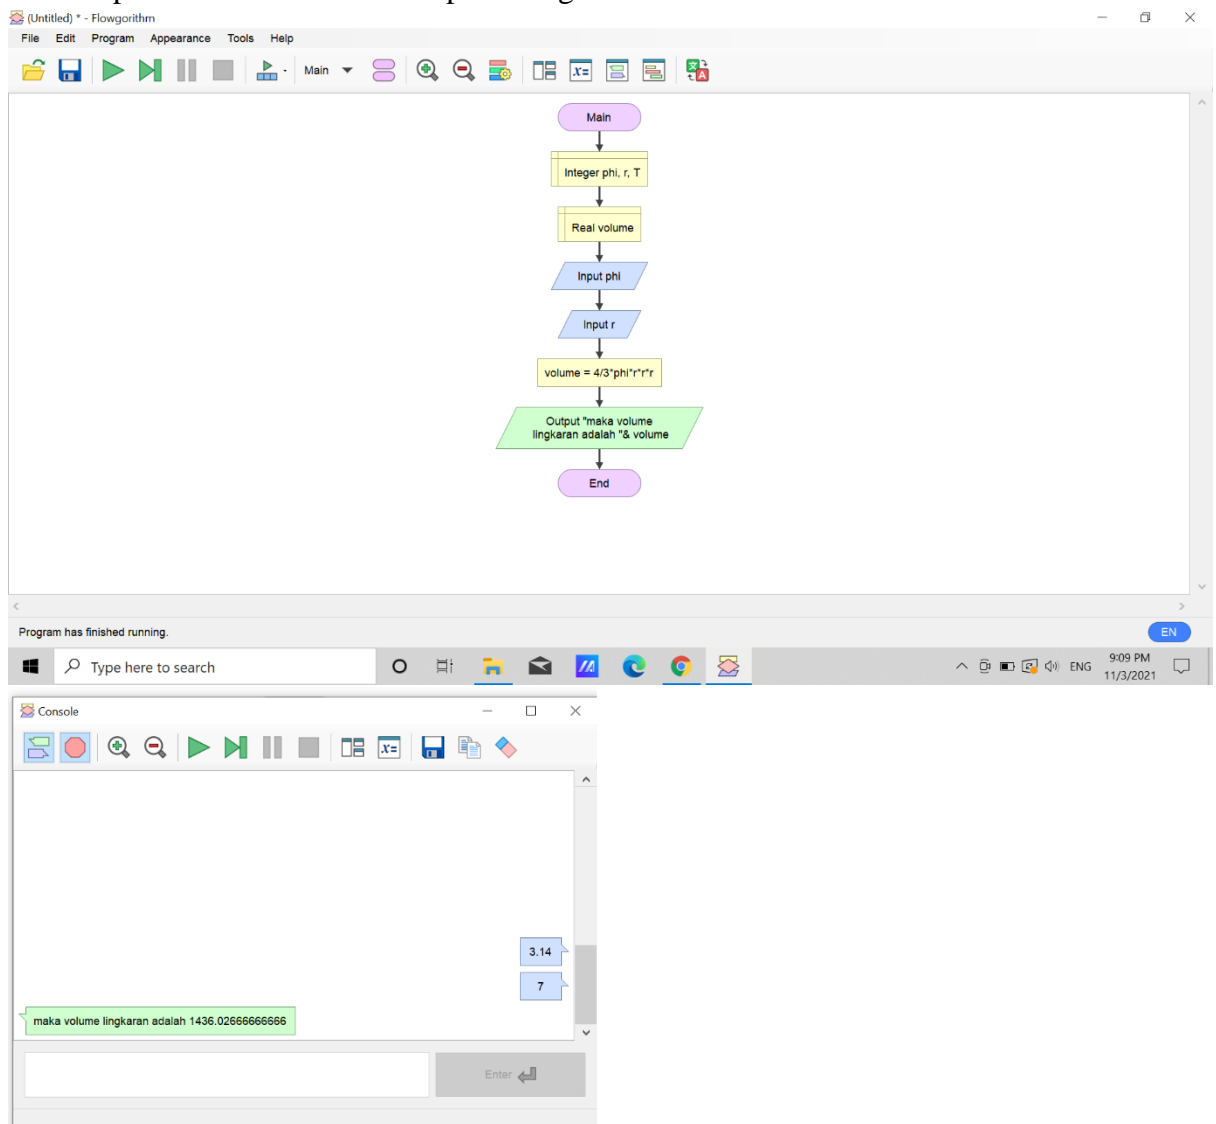 (Untitled) * - Flowgorithm
File Edit Program Appearance Tools Help
Main
Main
Integer phi, r, T
Real volume
Input phi
Input r
volume = 4/3*phi*r*r*r
Output "maka volume
lingkaran adalah "& volume
End
Program has finished running.
EN
Type here to search
ENG
9:09 PM
11/3/2021
Console
3.14
7
maka volume lingkaran adalah 1436.02666666666
Enter